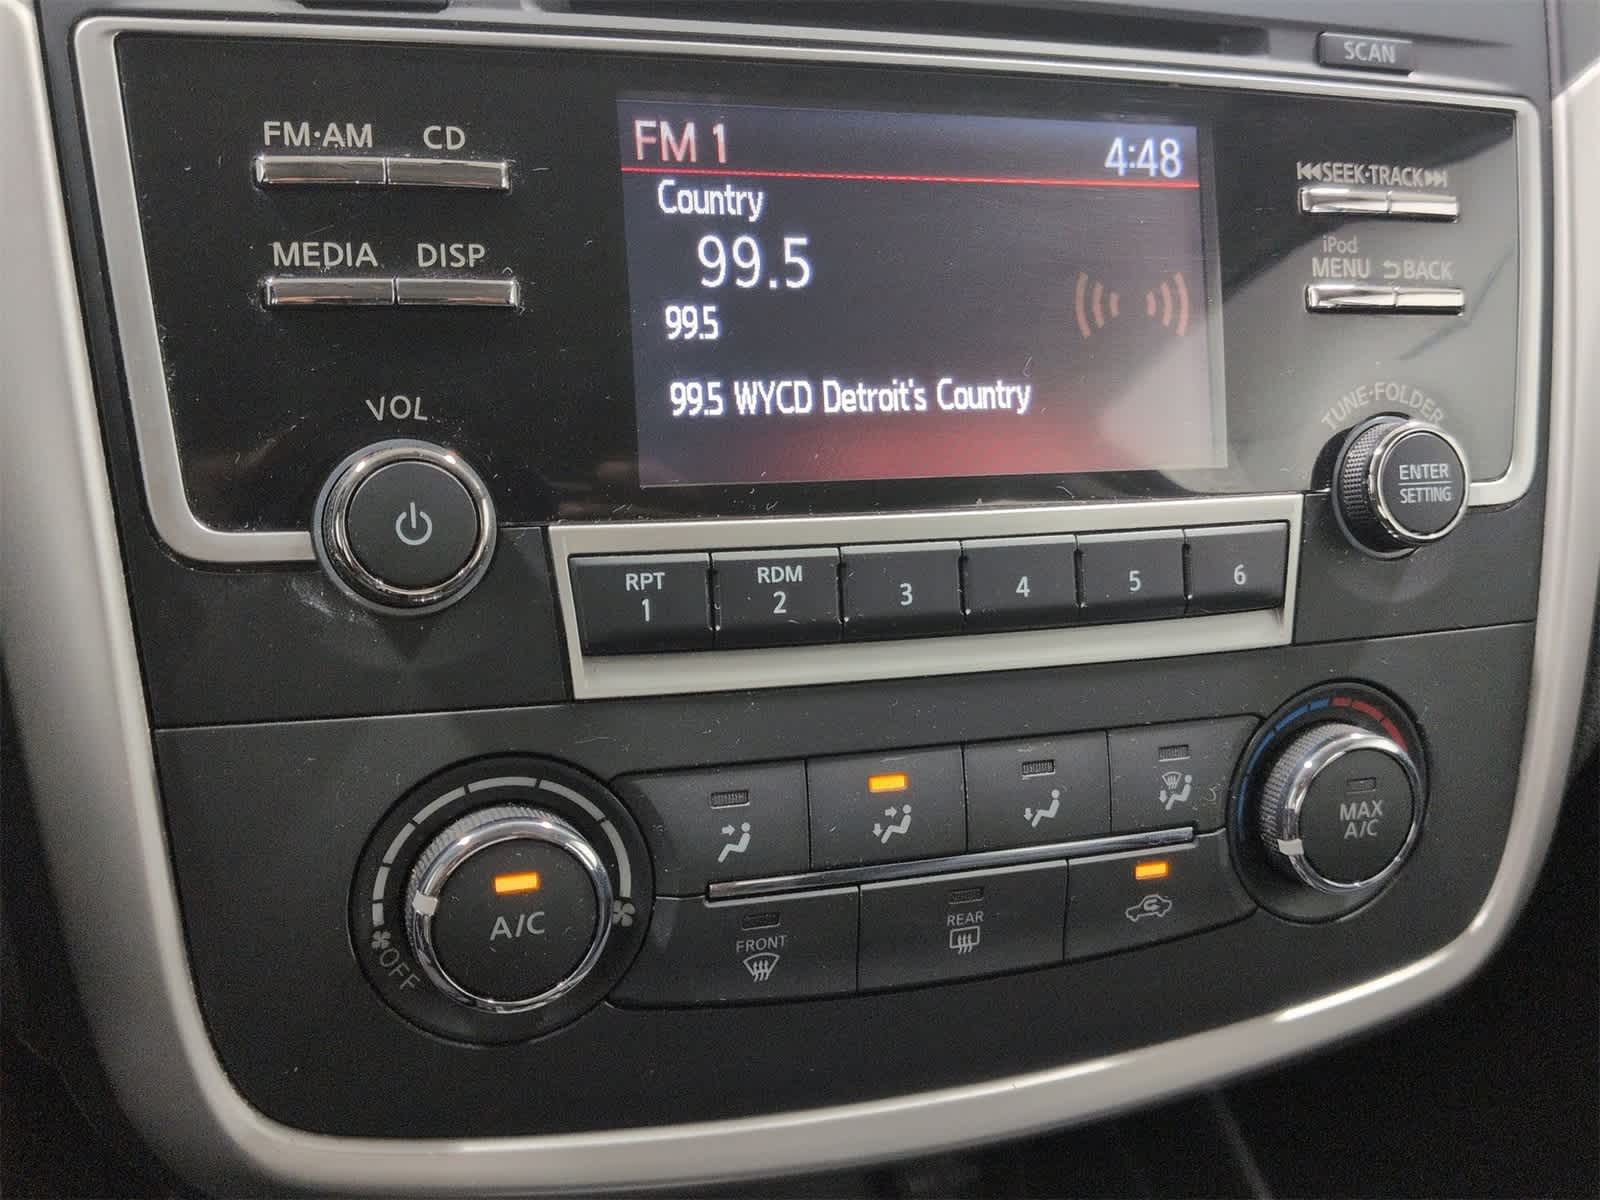 SCAN
FM·AM CD
FM 1 4:48
SEEK·TRACK
Country
99.5
MEDIA DISP
iPod
MENU BACK
99.5
99.5 WYCD Detroit's Country
VOL
TUNE·FOLDER
ENTER
SETTING
RPT
1
RDM
2
3
4
5
6
MAX
A/C
A/C
OFF
FRONT
REAR